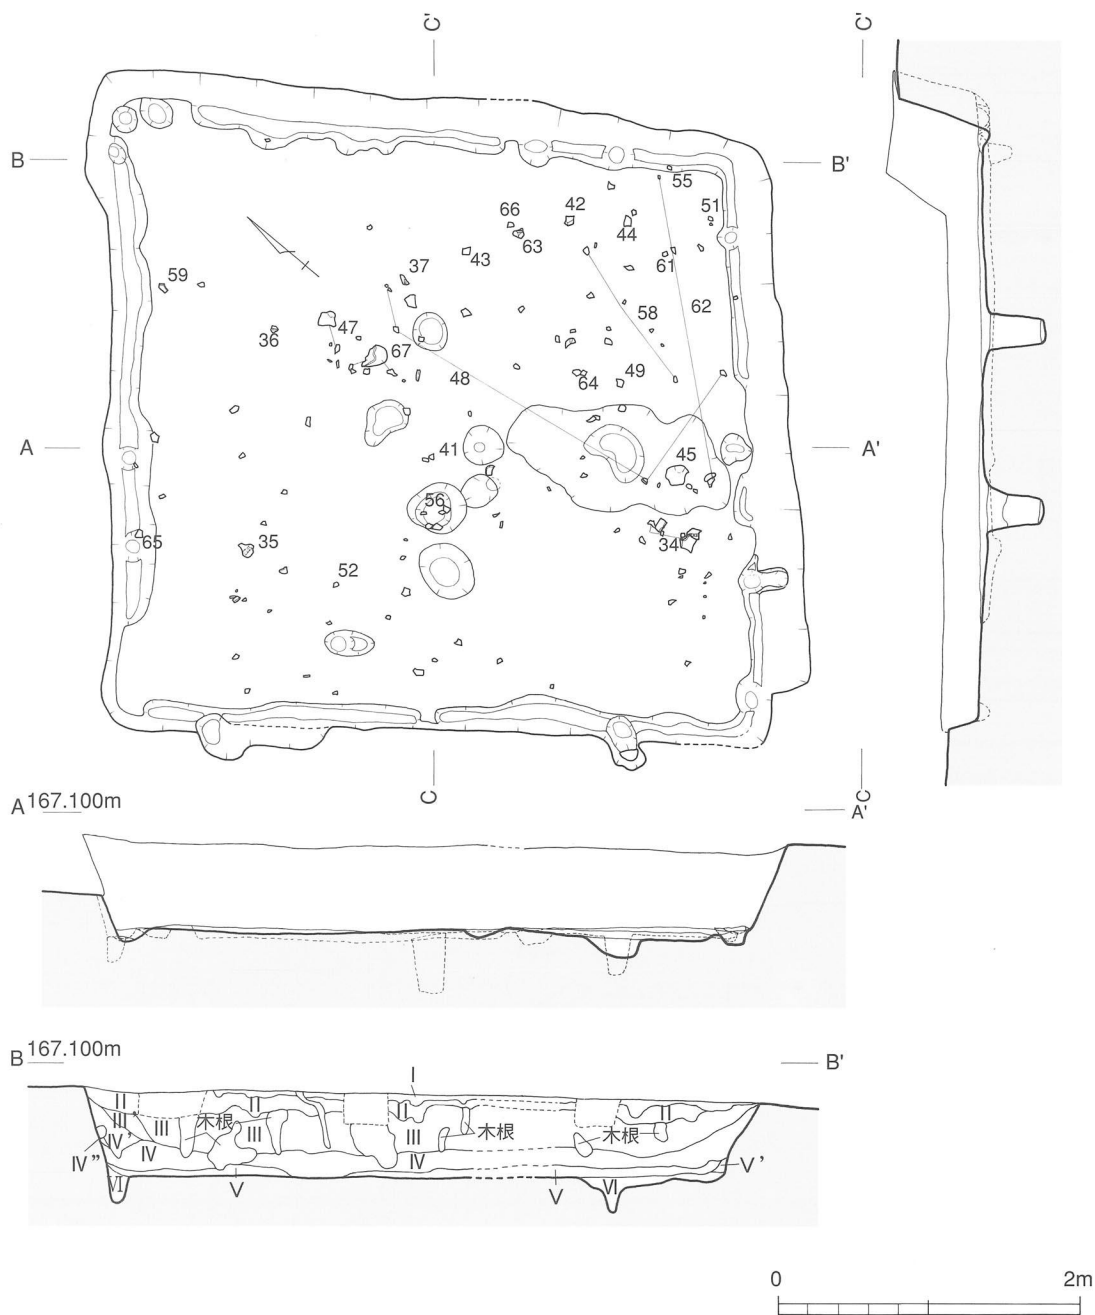 C'
C'
B
B'
55
42
51
66
44
63
43
61
37
59
62
58
47
36
67
48
64
49
A
41
A'
45
56
65
35
34
52
C
C
A 167.100m
A'
B 167.100m
B'
I
II
II
II
II
III'
III
木根
III
III
木根
木根
IV'
IV
IV
IV"
V'
VI
V
V
VI
0
2m